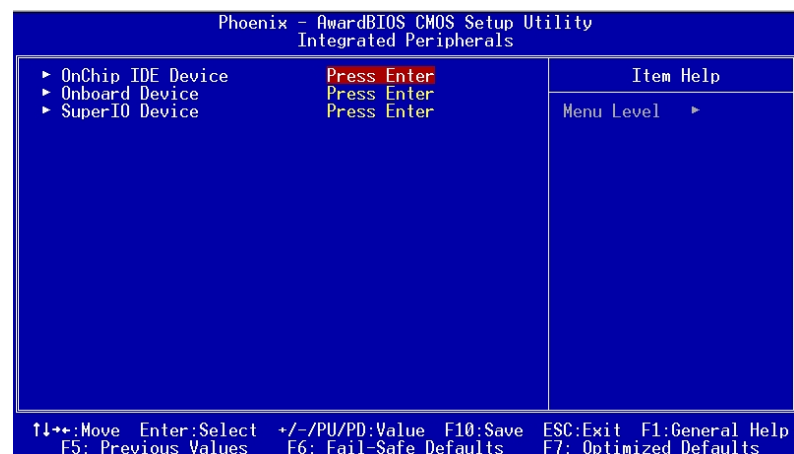 Phoenix - AwardBIOS CMOS Setup Utility
Integrated Peripherals
► OnChip IDE Device Press Enter
► Onboard Device Press Enter
► SuperIO Device Press Enter
Item Help
Menu Level ►
↑↓→←:Move Enter:Select +/-/PU/PD:Value F10:Save ESC:Exit F1:General Help
F5: Previous Values F6: Fail-Safe Defaults F7: Optimized Defaults